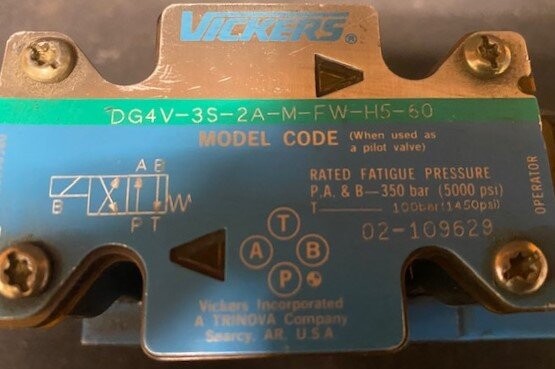 VICKERS®
DG4V-3S-2A-M-FW-H5-60
MODEL CODE (When used as a pilot valve)
A B
B
P T
RATED FATIGUE PRESSURE
P,A, & B—350 bar (5000 psi)
T——100bar (1450psi)
02-109629
OPERATOR
T
A B
P
Vickers Incorporated
A TRINOVA Company
Searcy, AR, U.S.A.